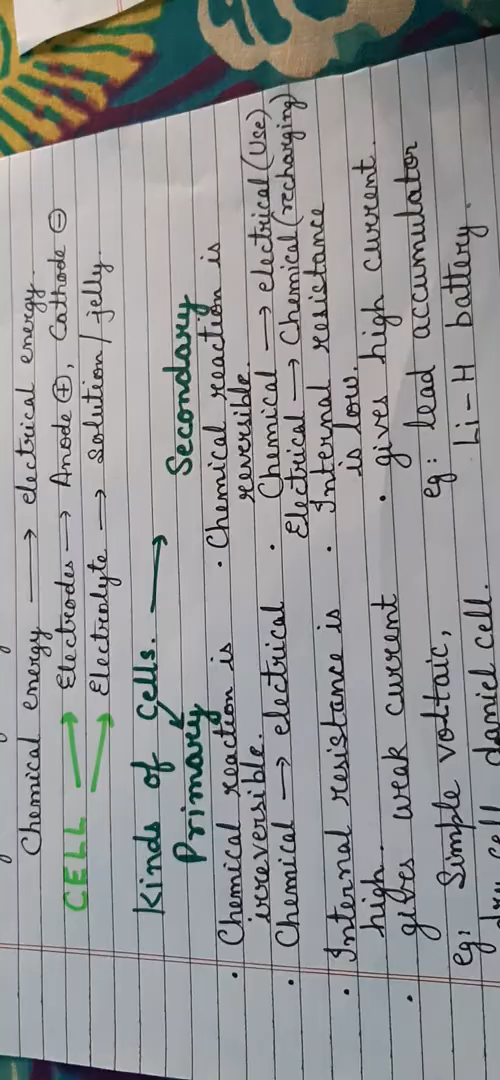 Chemical energy → electrical energy.
CELL → Electrodes → Anode ⊕, Cathode ⊖
→ Electrolyte → Solution/jelly.
Kinds of Cells. →
Primary
• Chemical reaction is
irreversible.
• Chemical → electrical
• Internal resistance is
high.
• gives weak current
eg: Simple voltaic,
dry cell, daniel cell.
Secondary
• Chemical reaction is
reversible.
• Chemical → electrical (Use)
Electrical → Chemical (recharging)
• Internal resistance
is low.
• gives high current.
eg: lead accumulator
Li-H battery.